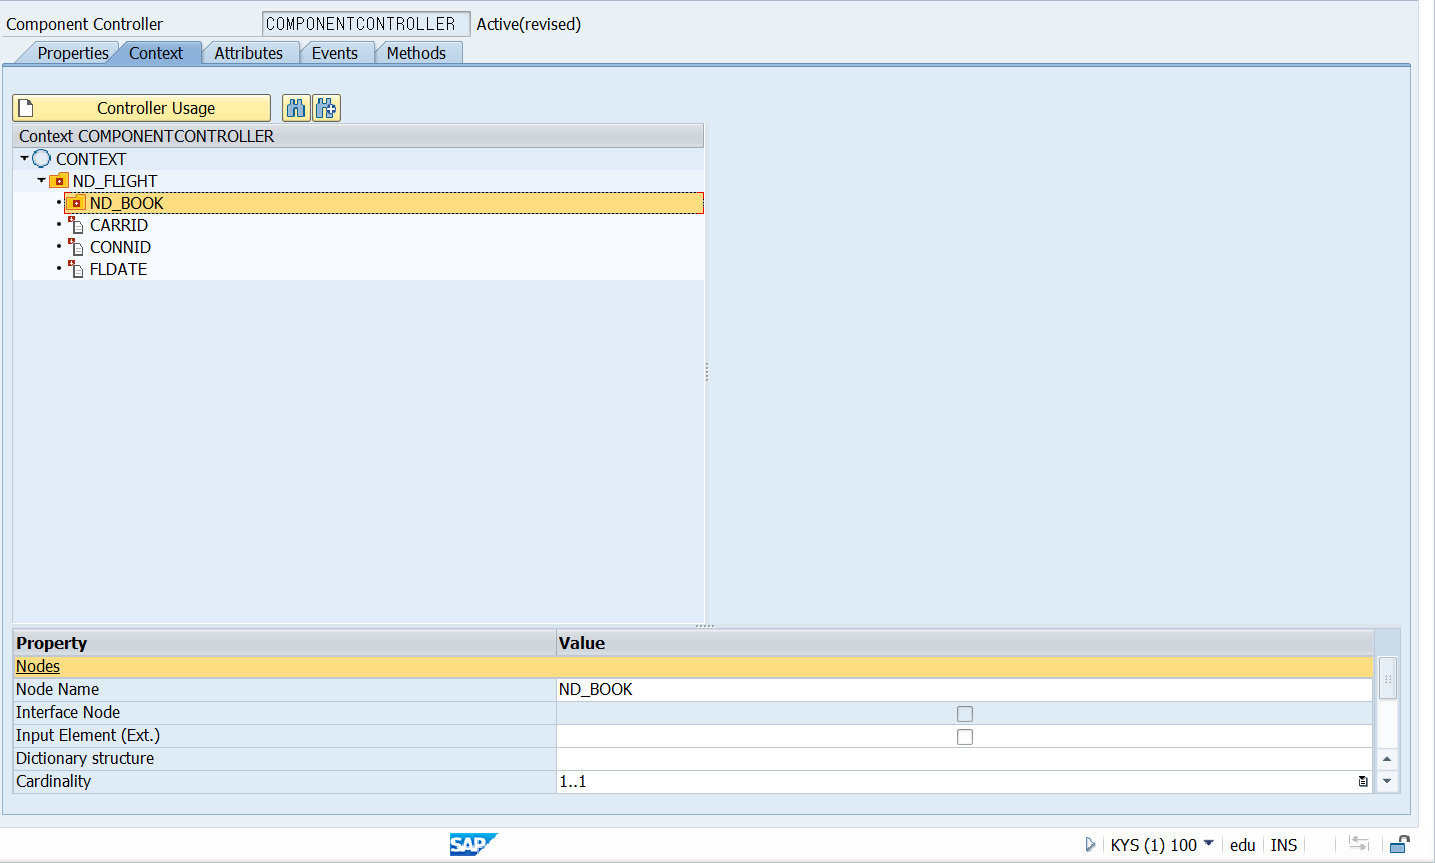 Component Controller COMPONENTCONTROLLER Active(revised)
Properties Context Attributes Events Methods
Controller Usage
Context COMPONENTCONTROLLER
CONTEXT
ND_FLIGHT
ND_BOOK
CARRID
CONNID
FLDATE
Property Value
Nodes
Node Name ND_BOOK
Interface Node
Input Element (Ext.)
Dictionary structure
Cardinality 1..1
SAP KYS (1) 100 edu INS